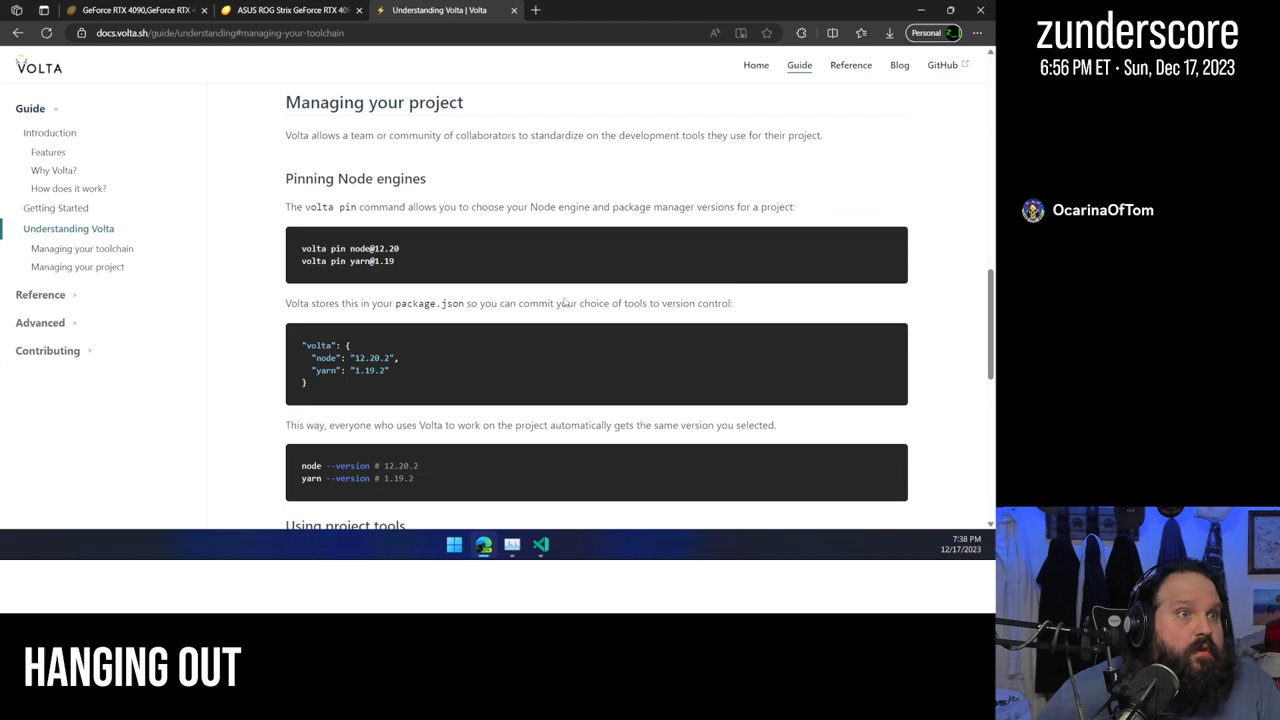 GeForce RTX 4090,GeForce RTX 4
ASUS ROG Strix GeForce RTX 409
Understanding Volta | Volta
docs.volta.sh/guide/understanding#managing-your-toolchain
Personal
VOLTA
Home
Guide
Reference
Blog
GitHub
Guide
Introduction
Features
Why Volta?
How does it work?
Getting Started
Understanding Volta
Managing your toolchain
Managing your project
Reference
Advanced
Contributing
Managing your project
Volta allows a team or community of collaborators to standardize on the development tools they use for their project.
Pinning Node engines
The volta pin command allows you to choose your Node engine and package manager versions for a project:
volta pin node@12.20
volta pin yarn@1.19
Volta stores this in your package.json so you can commit your choice of tools to version control:
"volta": {
"node": "12.20.2",
"yarn": "1.19.2"
}
This way, everyone who uses Volta to work on the project automatically gets the same version you selected.
node --version # 12.20.2
yarn --version # 1.19.2
Using project tools
7:38 PM
12/17/2023
zunderscore
6:56 PM ET • Sun, Dec 17, 2023
OcarinaOfTom
HANGING OUT